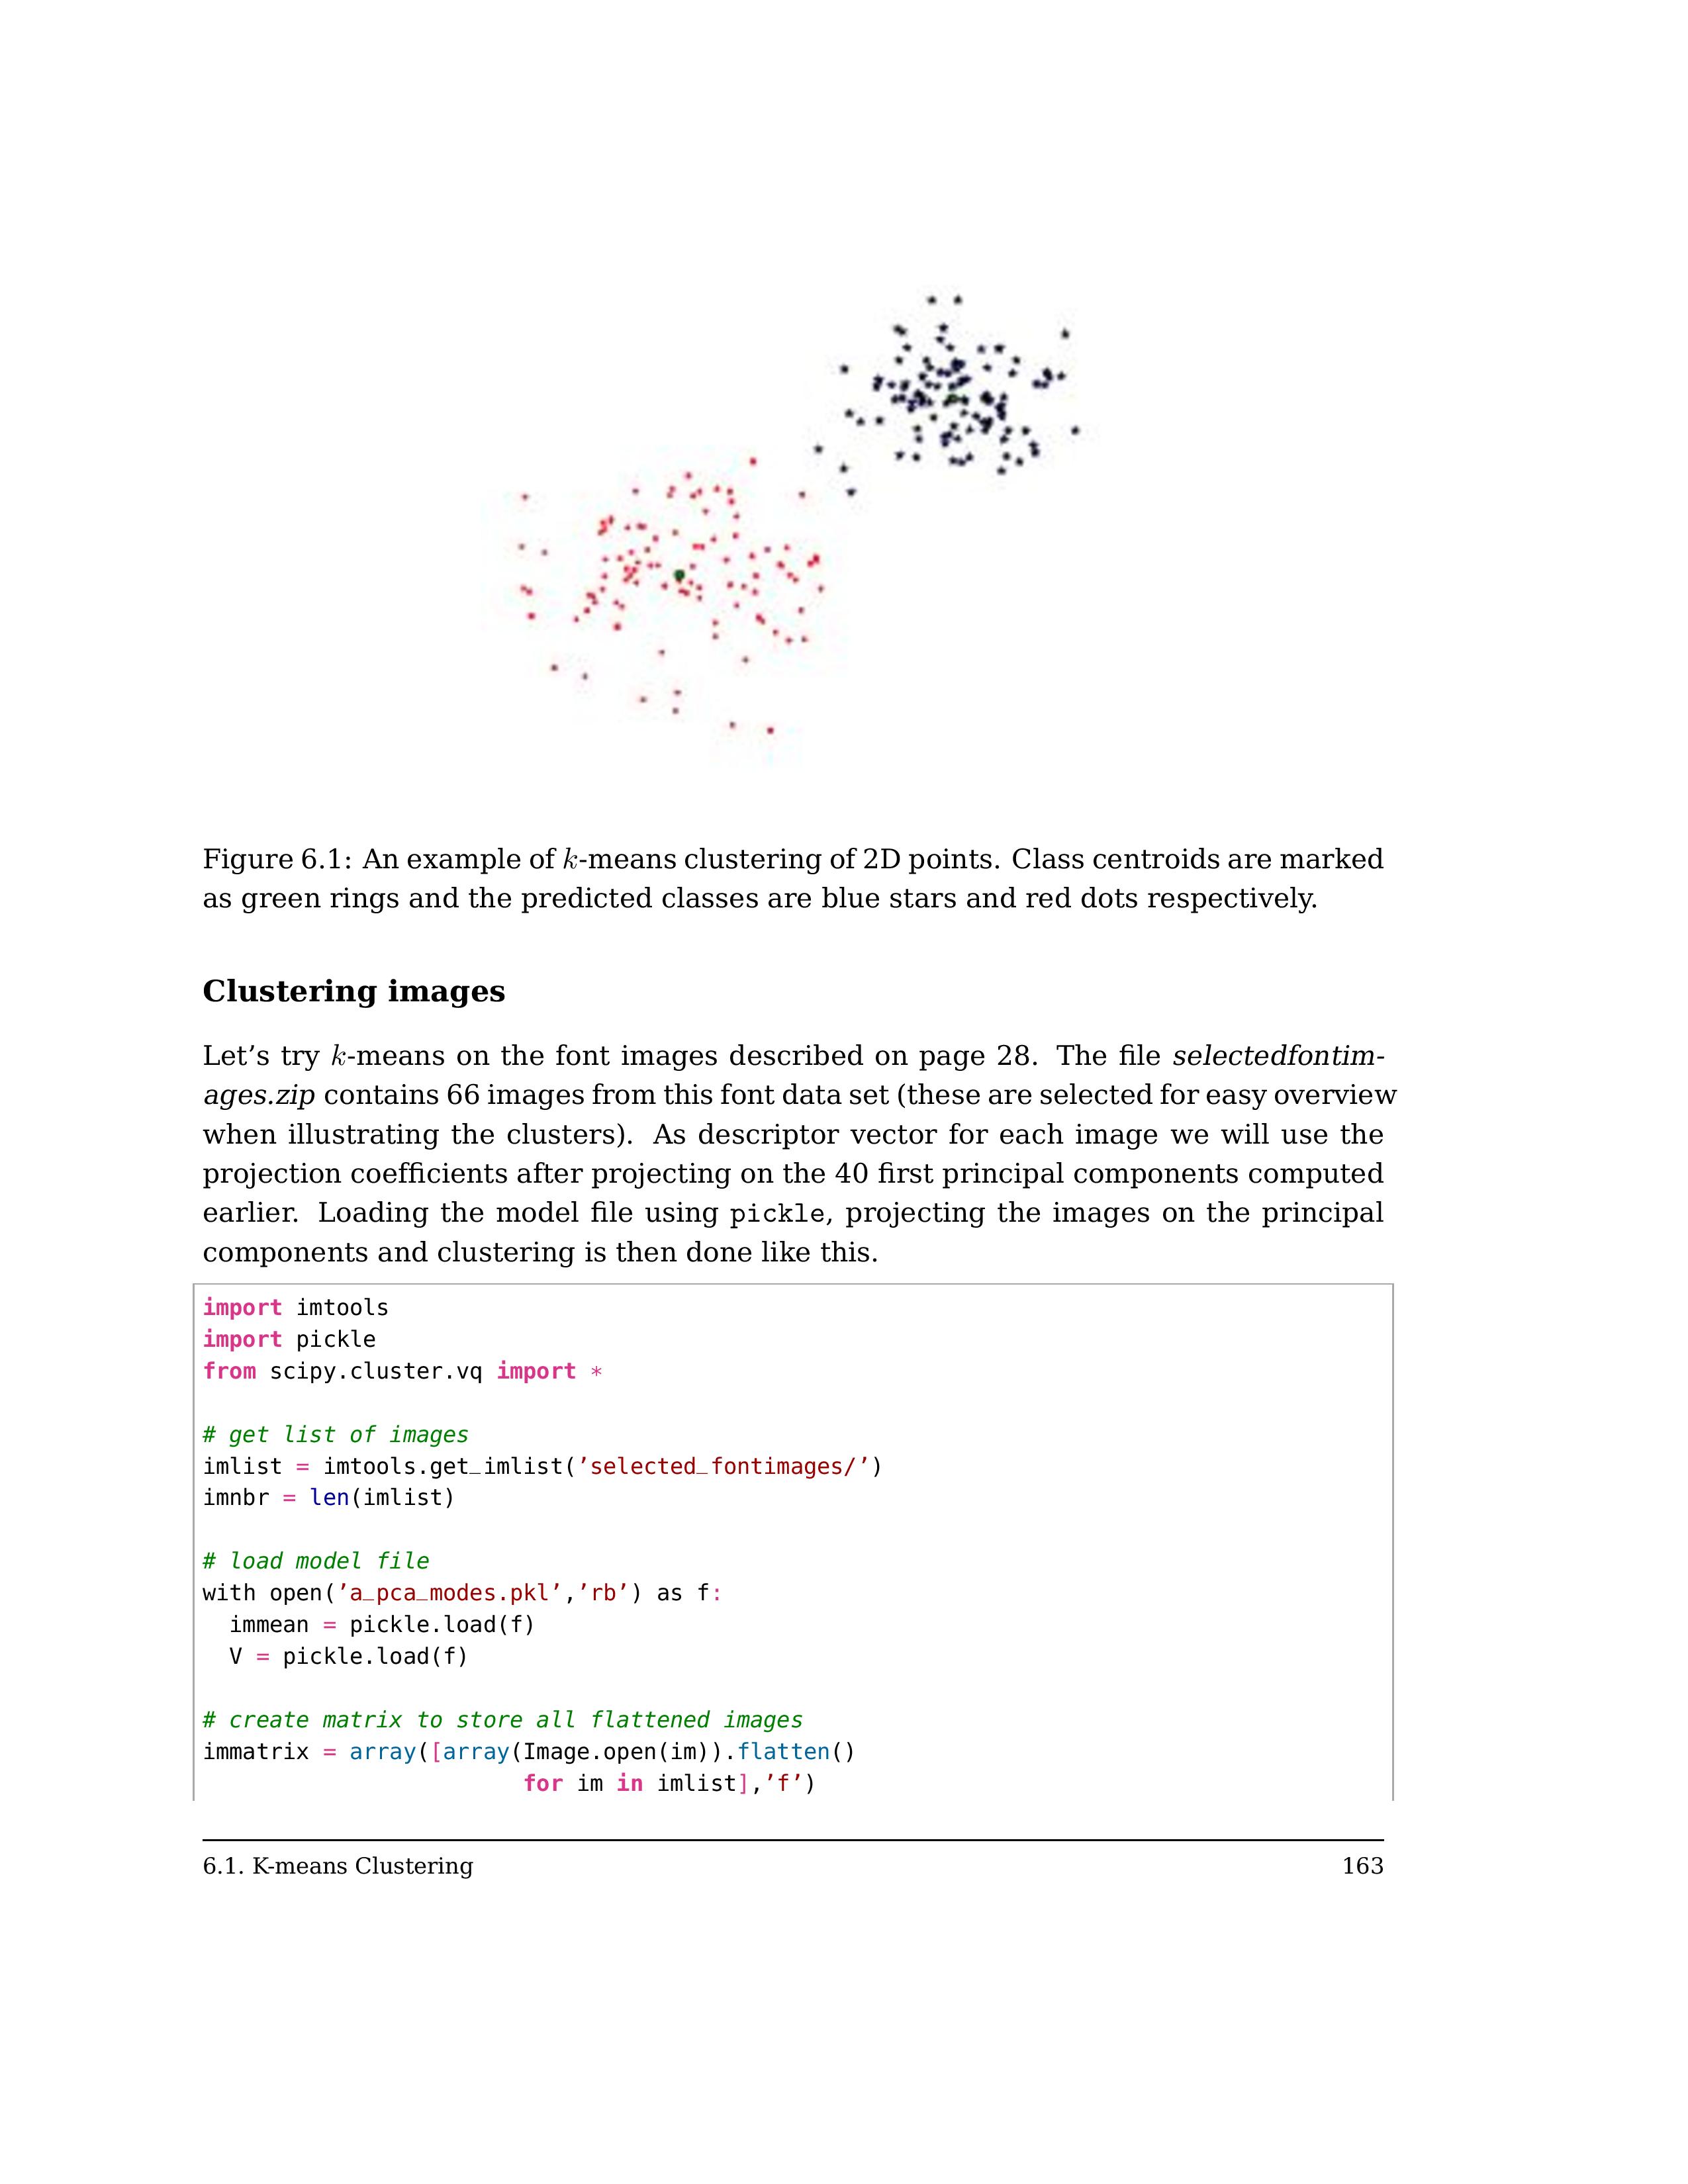 Figure 6.1: An example of k-means clustering of 2D points. Class centroids are marked
as green rings and the predicted classes are blue stars and red dots respectively.
Clustering images
Let’s try k-means on the font images described on page 28. The file selectedfontim-
ages.zip contains 66 images from this font data set (these are selected for easy overview
when illustrating the clusters). As descriptor vector for each image we will use the
projection coefficients after projecting on the 40 first principal components computed
earlier. Loading the model file using pickle, projecting the images on the principal
components and clustering is then done like this.
import imtools
import pickle
from scipy.cluster.vq import *
# get list of images
imlist = imtools.get_imlist(’selected_fontimages/’)
imnbr = len(imlist)
# load model file
with open(’a_pca_modes.pkl’,’rb’) as f:
  immean = pickle.load(f)
  V = pickle.load(f)
# create matrix to store all flattened images
immatrix = array([array(Image.open(im)).flatten()
                        for im in imlist],’f’)
6.1. K-means Clustering 163